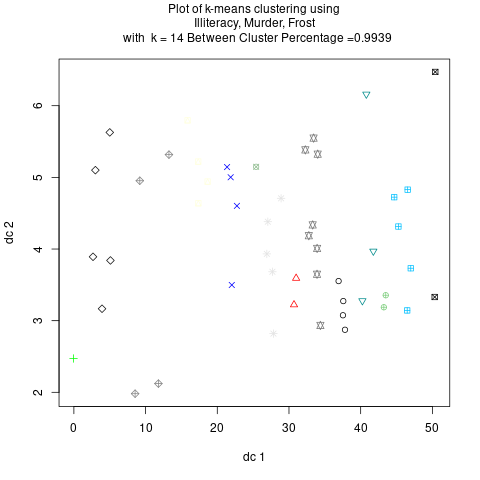 Plot of k-means clustering using
Illiteracy, Murder, Frost
with k = 14 Between Cluster Percentage =0.9939
dc 2
6
5
4
3
2
0 10 20 30 40 50
dc 1